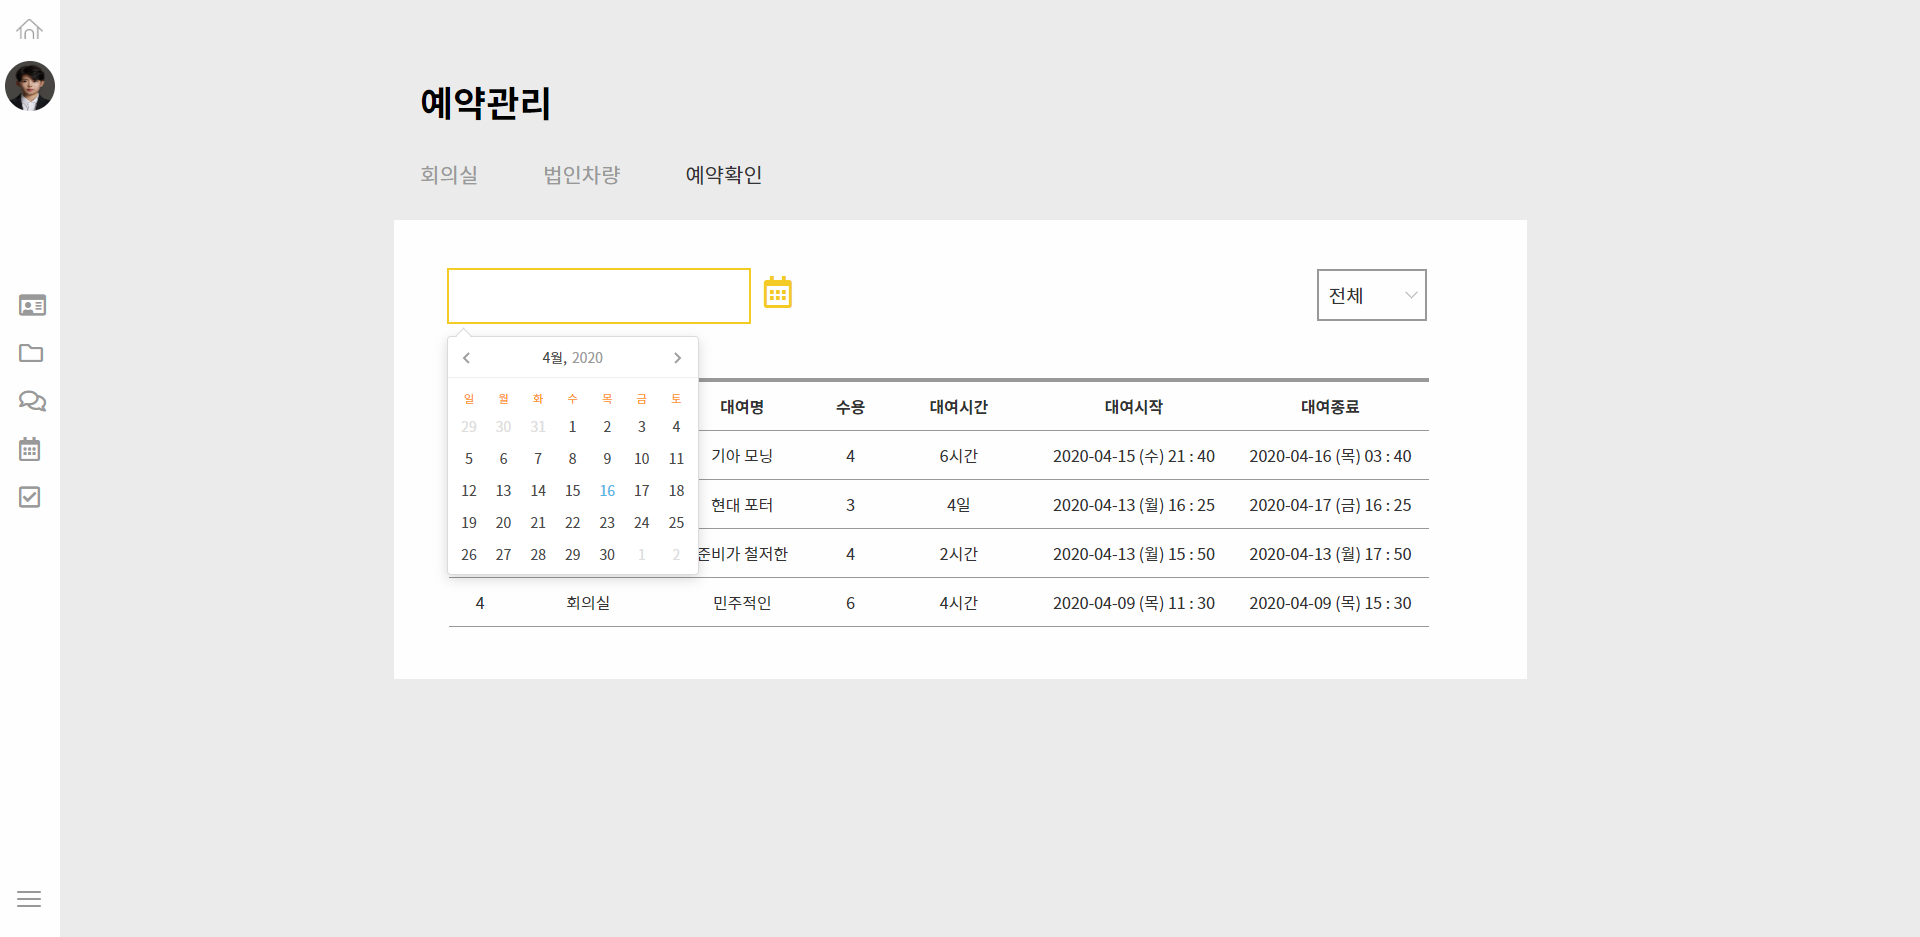 예약관리
회의실 법인차량 예약확인
전체
4월, 2020
일 월 화 수 목 금 토
29 30 31 1 2 3 4
5 6 7 8 9 10 11
12 13 14 15 16 17 18
19 20 21 22 23 24 25
26 27 28 29 30 1 2
대여명 수용 대여시간 대여시작 대여종료
기아 모닝 4 6시간 2020-04-15 (수) 21 : 40 2020-04-16 (목) 03 : 40
현대 포터 3 4일 2020-04-13 (월) 16 : 25 2020-04-17 (금) 16 : 25
준비가 철저한 4 2시간 2020-04-13 (월) 15 : 50 2020-04-13 (월) 17 : 50
4 회의실 민주적인 6 4시간 2020-04-09 (목) 11 : 30 2020-04-09 (목) 15 : 30